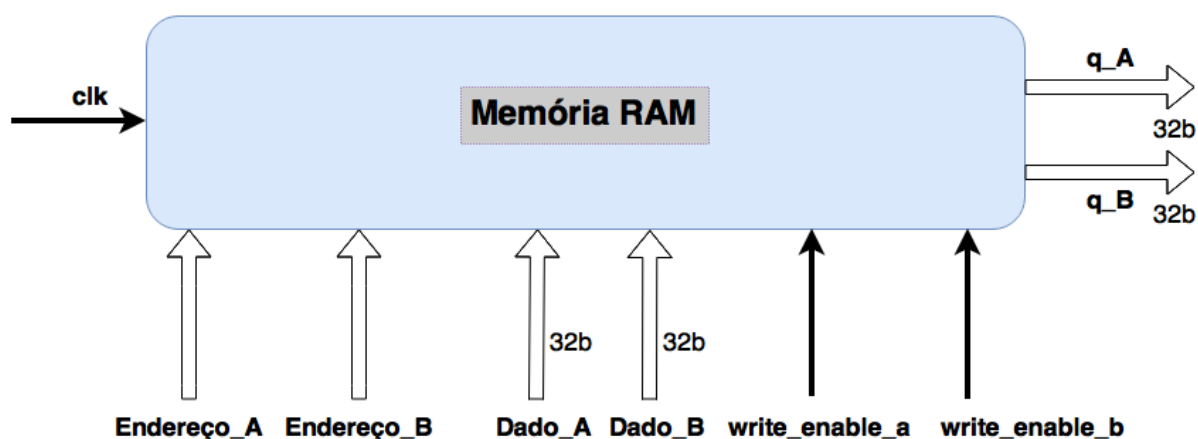 clk
Memória RAM
q_A
32b
q_B
32b
32b
32b
Endereço_A
Endereço_B
Dado_A
Dado_B
write_enable_a
write_enable_b